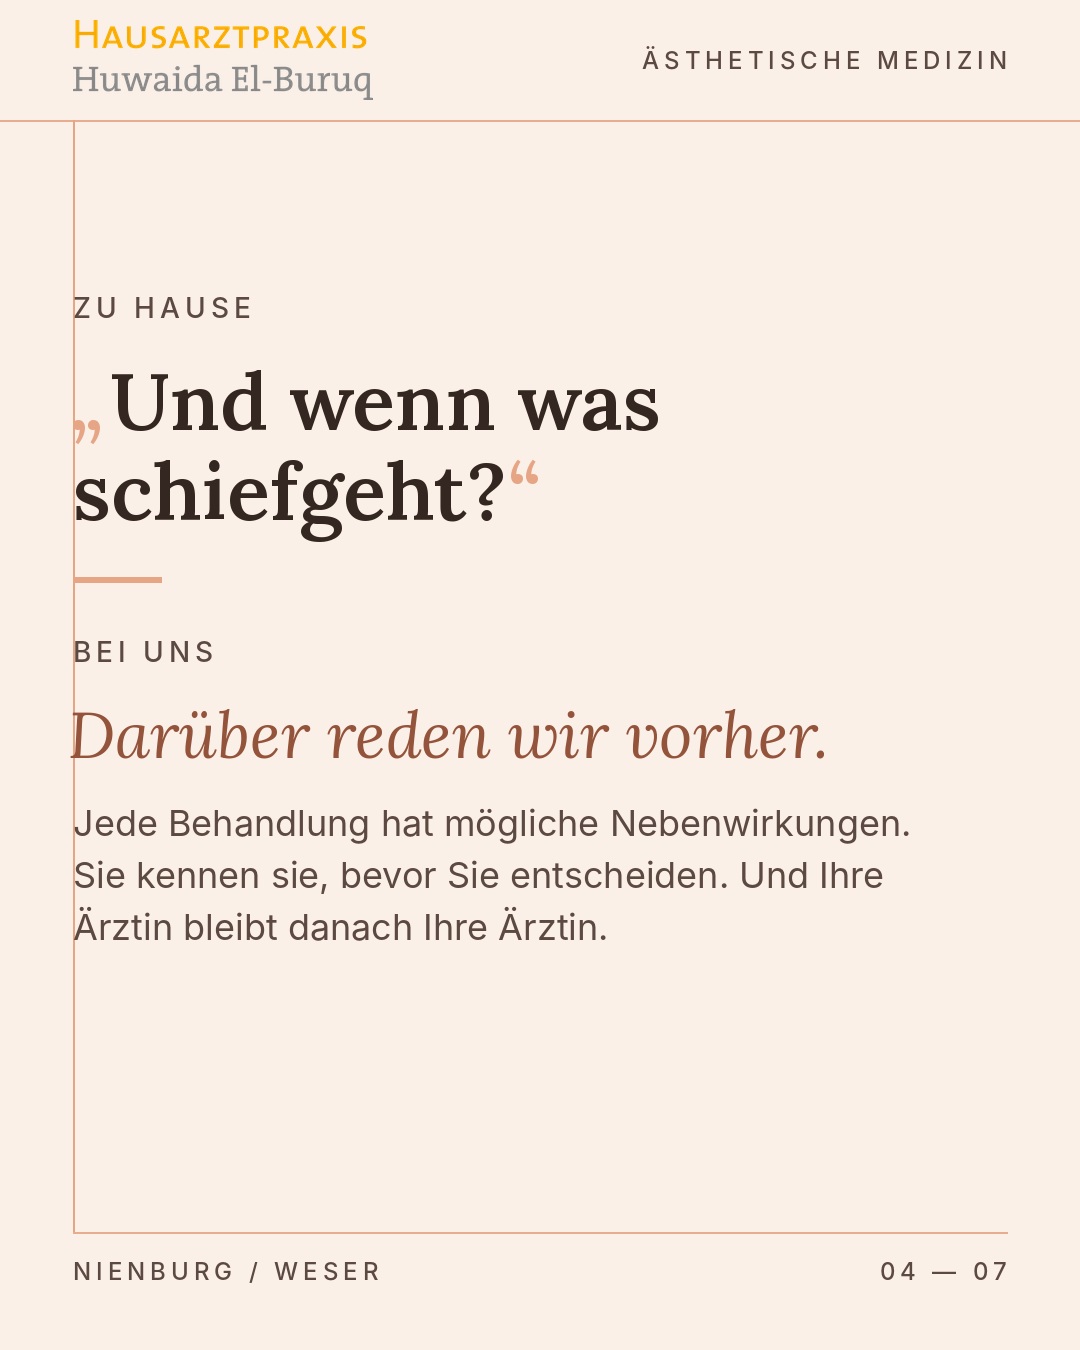 HAUSARZTPRAXIS
Huwaida El-Buruq
ÄSTHETISCHE MEDIZIN
ZU HAUSE
„Und wenn was
schiefgeht?“
BEI UNS
Darüber reden wir vorher.
Jede Behandlung hat mögliche Nebenwirkungen.
Sie kennen sie, bevor Sie entscheiden. Und Ihre
Ärztin bleibt danach Ihre Ärztin.
NIENBURG / WESER
04 — 07